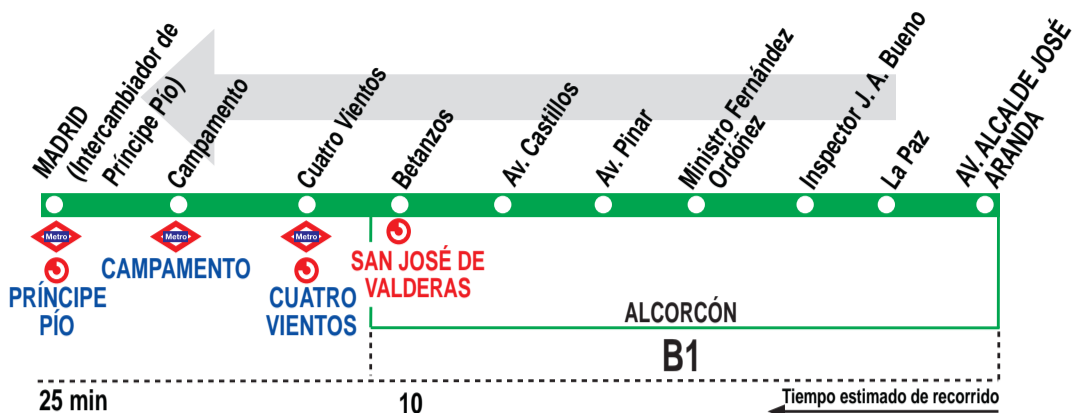 MADRID
(Intercambiador de
Príncipe Pío)
Campamento
Cuatro Vientos
Betanzos
Av. Castillos
Av. Pinar
Ministro Fernández
Ordóñez
Inspector J. A. Bueno
La Paz
AV. ALCALDE JOSÉ
ARANDA
Metro
Metro
Metro
PRÍNCIPE
PÍO
CAMPAMENTO
CUATRO
VIENTOS
SAN JOSÉ DE
VALDERAS
ALCORCÓN
B1
25 min
10
Tiempo estimado de recorrido